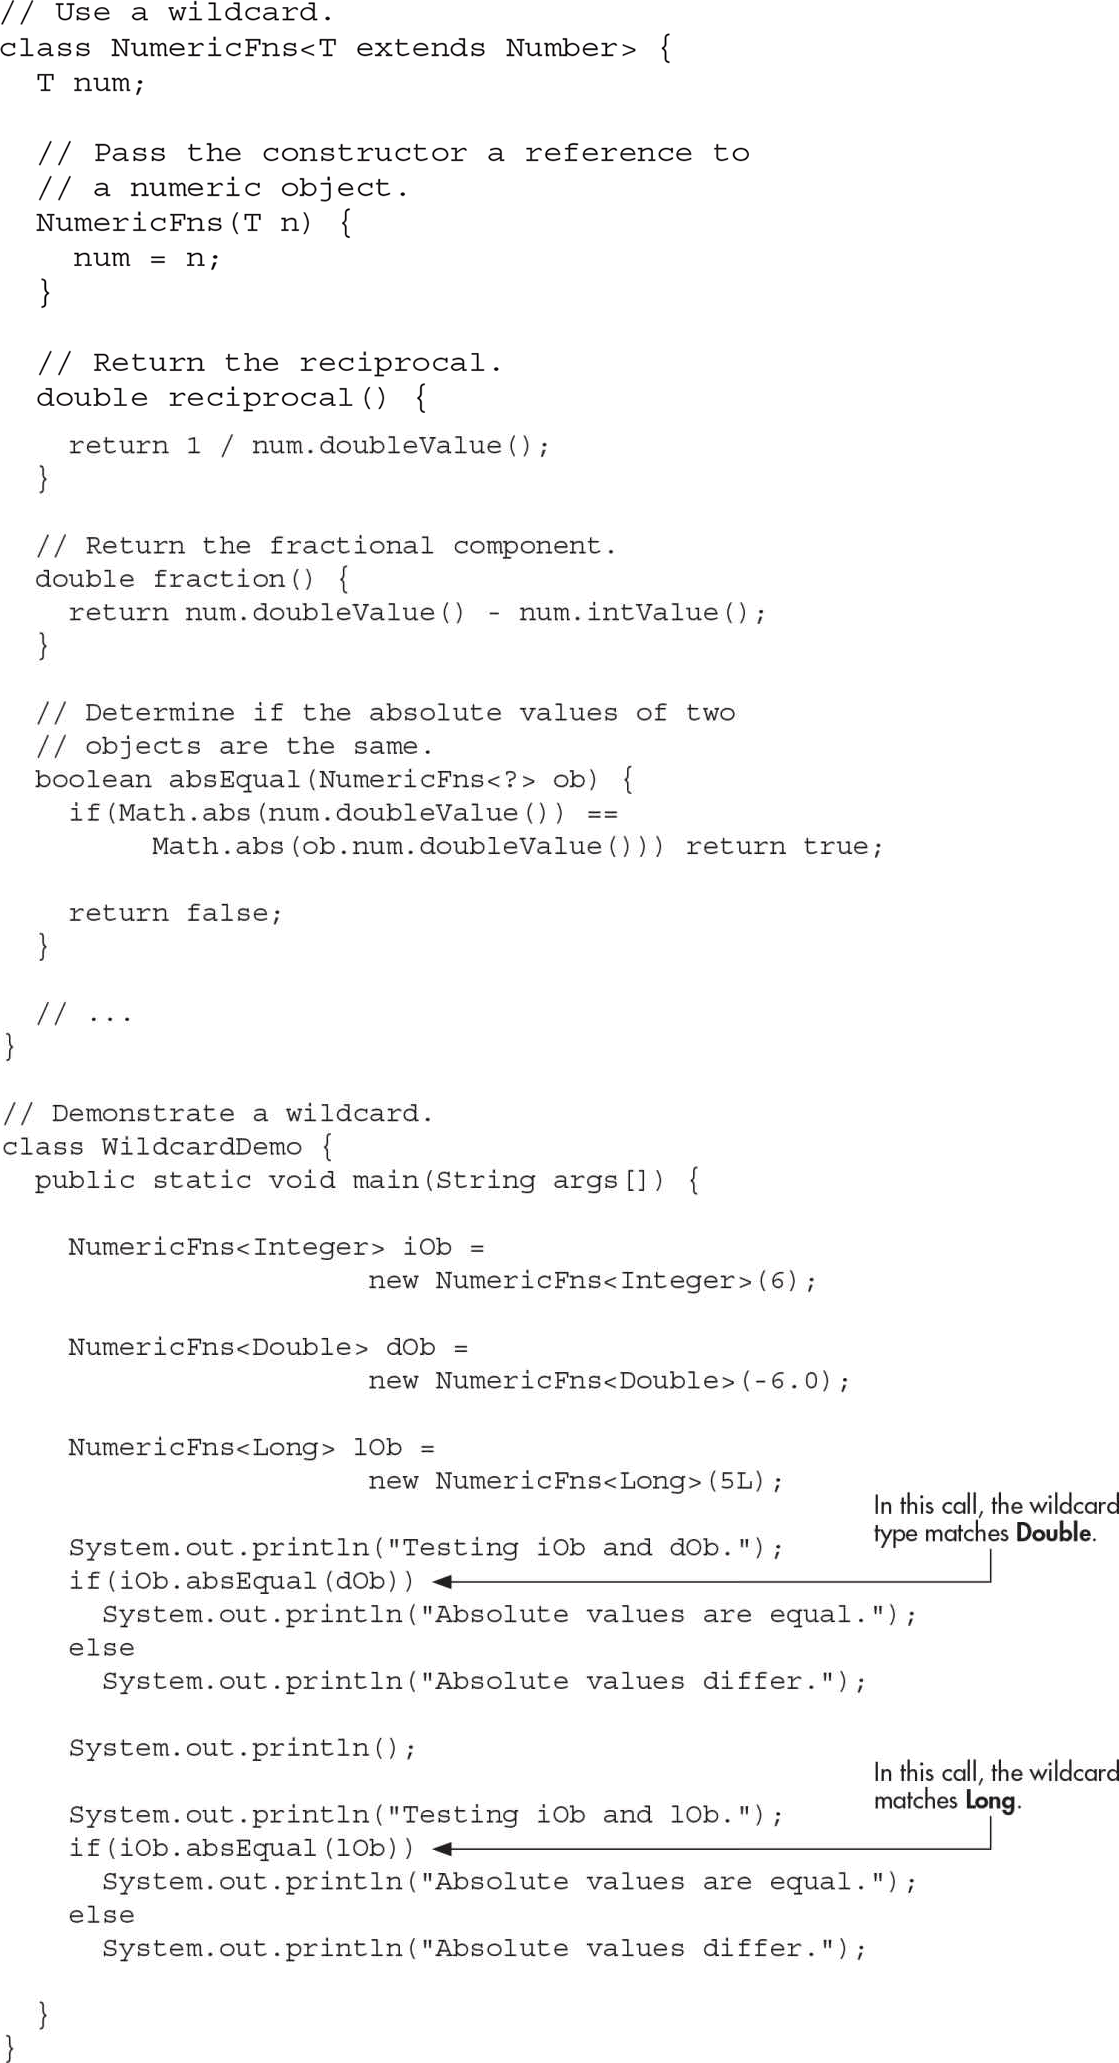 // Use a wildcard.
class NumericFns<T extends Number> {
  T num;

  // Pass the constructor a reference to
  // a numeric object.
  NumericFns(T n) {
    num = n;
  }

  // Return the reciprocal.
  double reciprocal() {
    return 1 / num.doubleValue();
  }

  // Return the fractional component.
  double fraction() {
    return num.doubleValue() - num.intValue();
  }

  // Determine if the absolute values of two
  // objects are the same.
  boolean absEqual(NumericFns<?> ob) {
    if(Math.abs(num.doubleValue()) ==
         Math.abs(ob.num.doubleValue())) return true;

    return false;
  }

  // ...
}

// Demonstrate a wildcard.
class WildcardDemo {
  public static void main(String args[]) {

    NumericFns<Integer> iOb =
                      new NumericFns<Integer>(6);

    NumericFns<Double> dOb =
                      new NumericFns<Double>(-6.0);

    NumericFns<Long> lOb =
                      new NumericFns<Long>(5L);

In this call, the wildcard
type matches Double.
    System.out.println("Testing iOb and dOb.");
    if(iOb.absEqual(dOb))
      System.out.println("Absolute values are equal.");
    else
      System.out.println("Absolute values differ.");

    System.out.println();

In this call, the wildcard
matches Long.
    System.out.println("Testing iOb and lOb.");
    if(iOb.absEqual(lOb))
      System.out.println("Absolute values are equal.");
    else
      System.out.println("Absolute values differ.");

  }
}